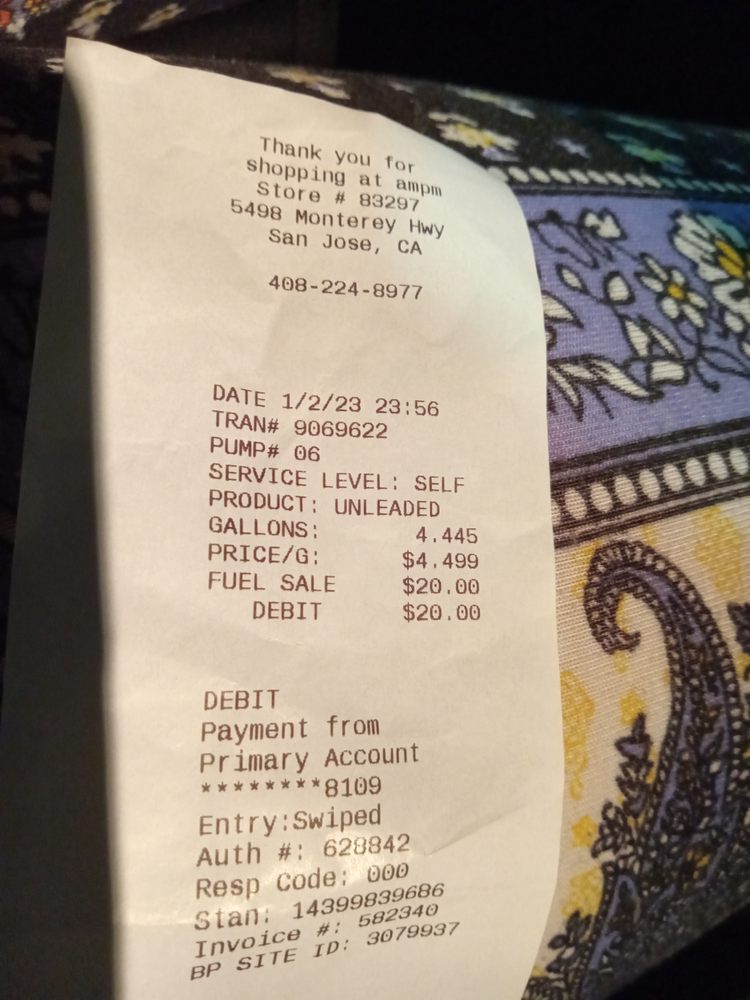 Thank you for
shopping at ampm
Store # 83297
5498 Monterey Hwy
San Jose, CA
408-224-8977
DATE 1/2/23 23:56
TRAN# 9069622
PUMP# 06
SERVICE LEVEL: SELF
PRODUCT: UNLEADED
GALLONS: 4.445
PRICE/G: $4.499
FUEL SALE $20.00
DEBIT $20.00
DEBIT
Payment from
Primary Account
********8109
Entry:Swiped
Auth #: 628842
Resp Code: 000
Stan: 14399839686
Invoice #: 582340
BP SITE ID: 3079937